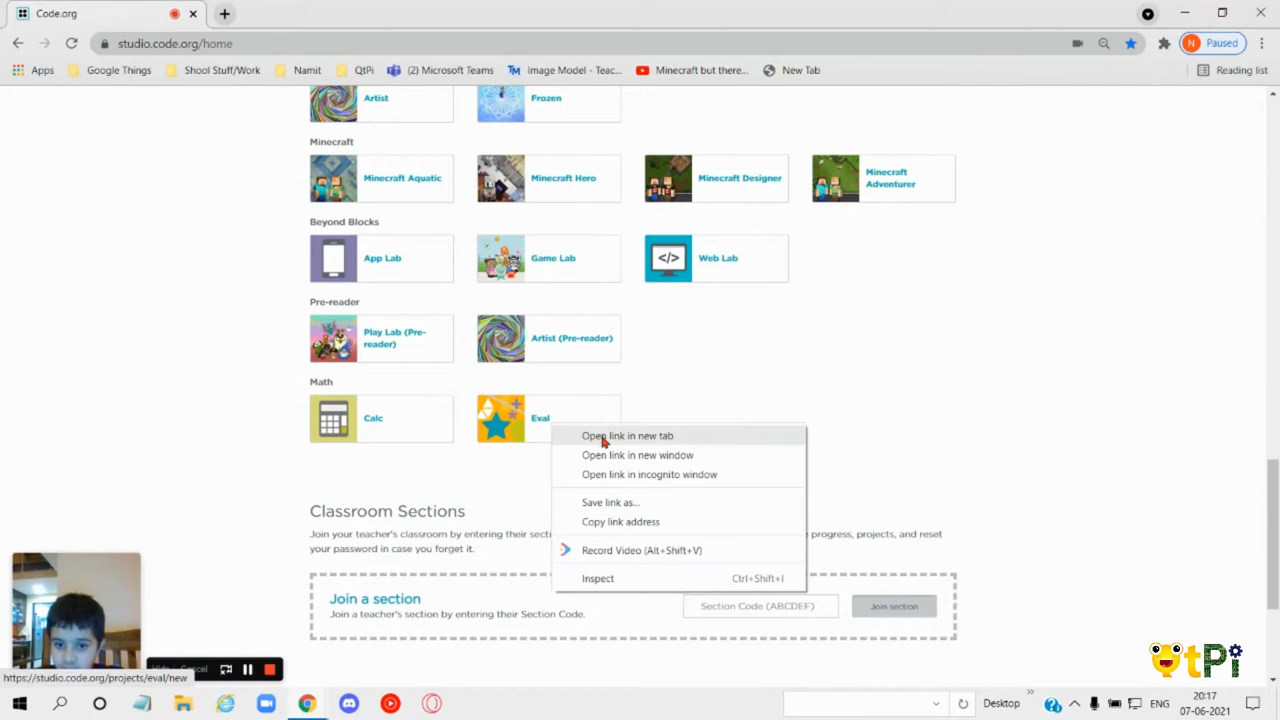 Code.org
studio.code.org/home
N Paused
Apps Google Things Shool Stuff/Work Namit QtPi (2) Microsoft Teams TM Image Model - Teac... Minecraft but there... New Tab Reading list
Artist Frozen
Minecraft
Minecraft Aquatic Minecraft Hero Minecraft Designer Minecraft
Adventurer
Beyond Blocks
App Lab Game Lab </> Web Lab
Pre-reader
Play Lab (Pre-
reader) Artist (Pre-reader)
Math
Calc Eval
Open link in new tab
Open link in new window
Open link in incognito window
Save link as...
Copy link address
Record Video (Alt+Shift+V)
Inspect Ctrl+Shift+I
Classroom Sections
Join your teacher's classroom by entering their secti progress, projects, and reset
your password in case you forget it.
Join a section
Join a teacher's section by entering their Section Code.
Section Code (ABCDEF) Join section
Hide Cancel
https://studio.code.org/projects/eval/new
QtPi
Desktop ENG 20:17
07-06-2021